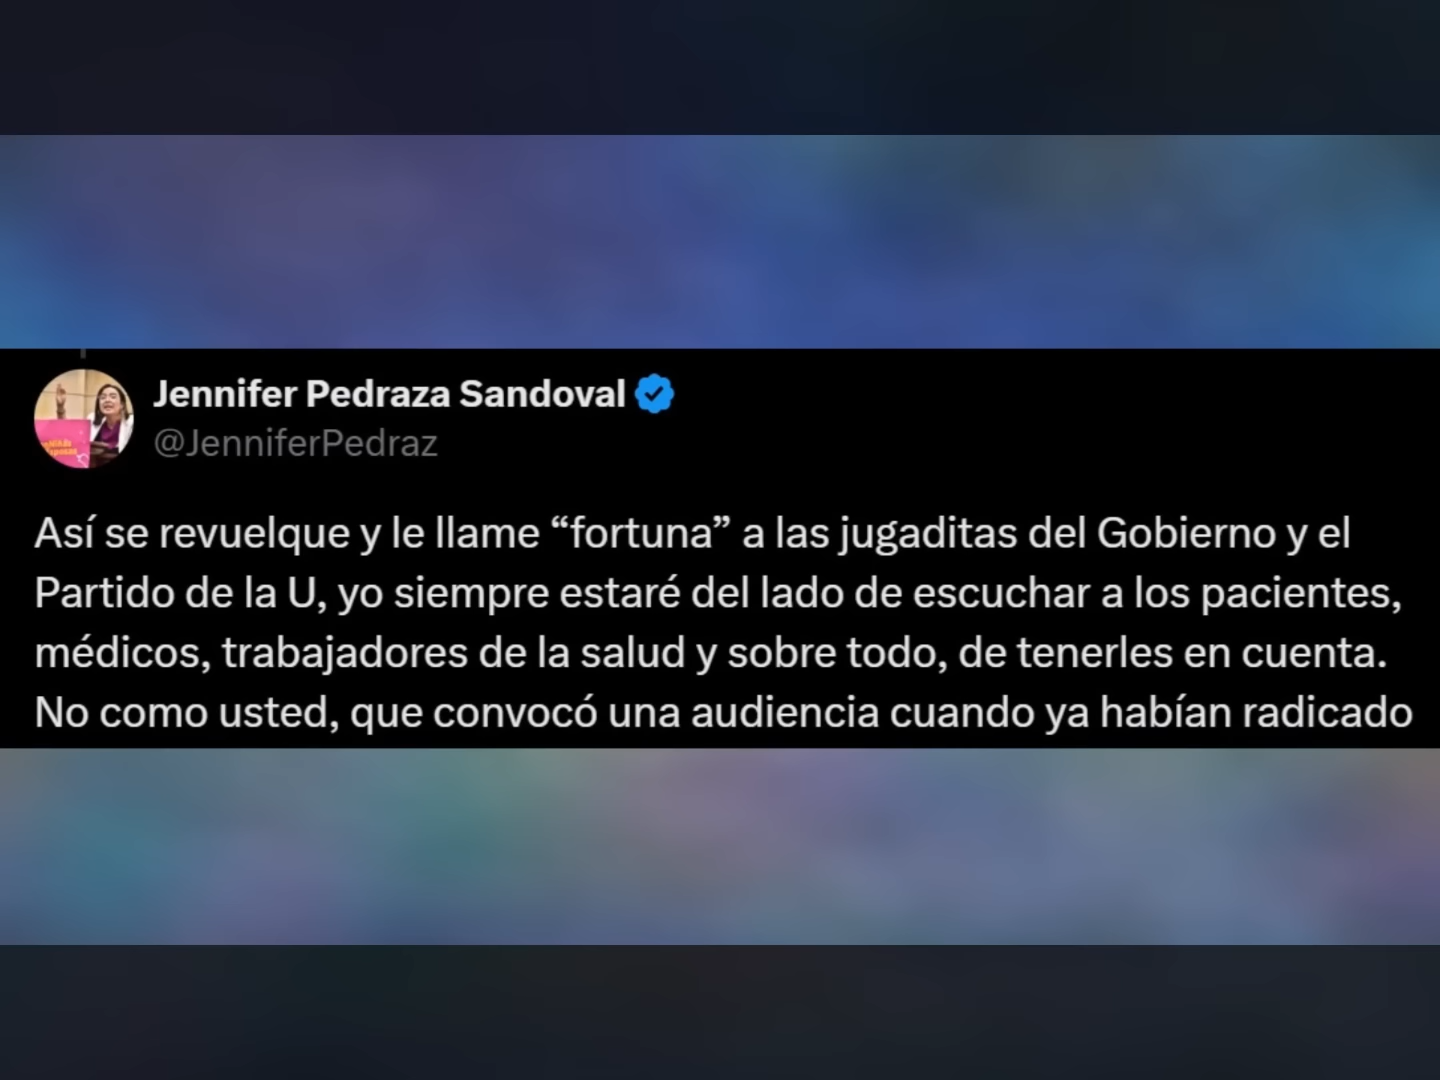 Jennifer Pedraza Sandoval
@JenniferPedraz
Así se revuelque y le llame “fortuna” a las jugaditas del Gobierno y el
Partido de la U, yo siempre estaré del lado de escuchar a los pacientes,
médicos, trabajadores de la salud y sobre todo, de tenerles en cuenta.
No como usted, que convocó una audiencia cuando ya habían radicado